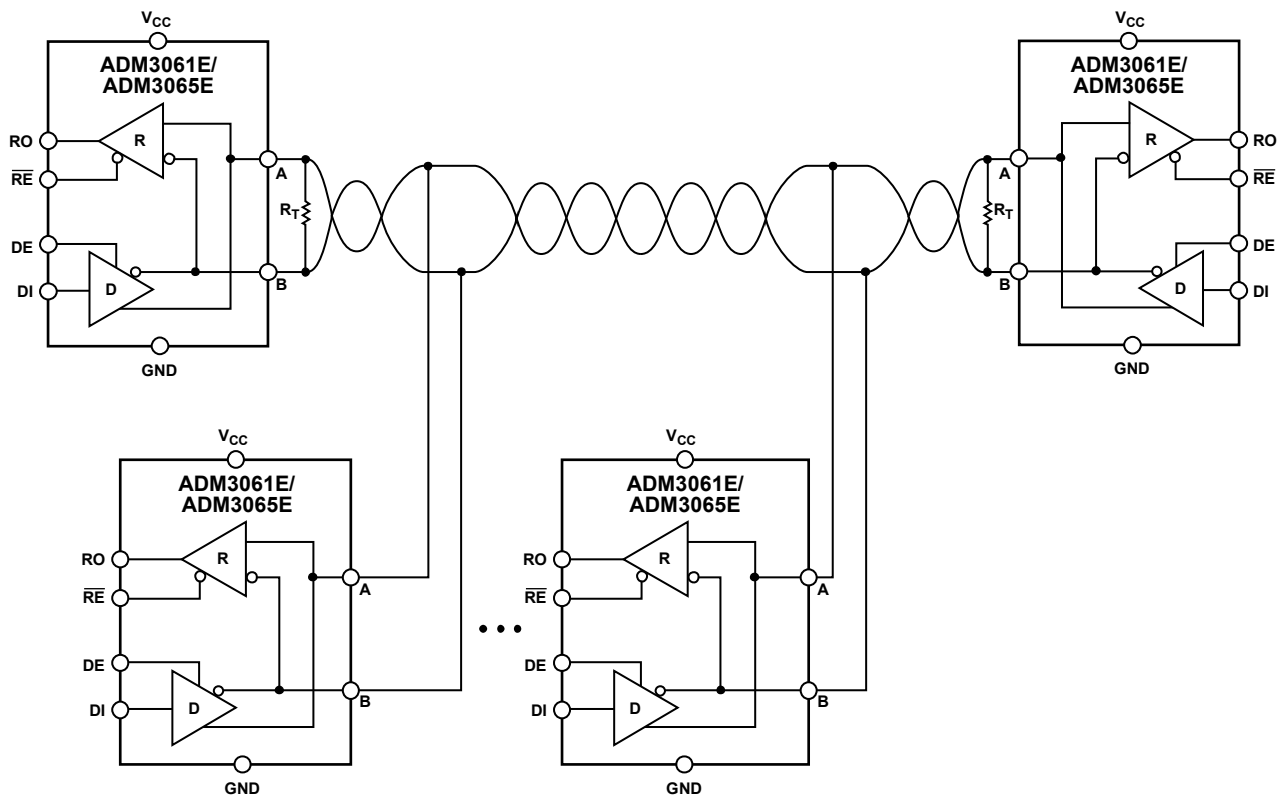 VCC
ADM3061E/
ADM3065E
R
RO
RE
DE
DI
D
A
RT
B
GND
VCC
ADM3061E/
ADM3065E
R
RO
RE
DE
DI
D
A
RT
B
GND
VCC
ADM3061E/
ADM3065E
R
RO
RE
DE
DI
D
A
B
GND
• • •
VCC
ADM3061E/
ADM3065E
R
RO
RE
DE
DI
D
A
B
GND